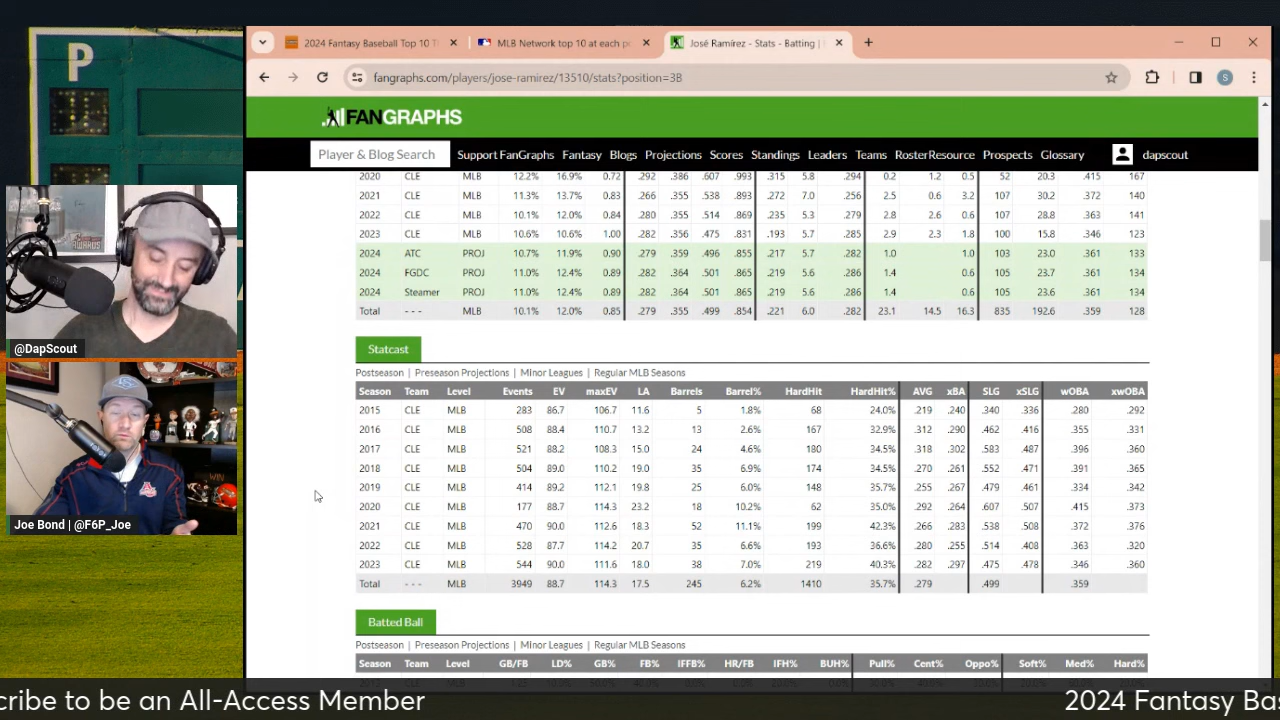 P
2024 Fantasy Baseball Top 10 T
MLB Network top 10 at each p
José Ramírez - Stats - Batting |
fangraphs.com/players/jose-ramirez/13510/stats?position=3B
S
FANGRAPHS
Player & Blog Search Support FanGraphs Fantasy Blogs Projections Scores Standings Leaders Teams RosterResource Prospects Glossary dapscout
2020 CLE MLB 12.2% 16.9% 0.72 .292 .386 .607 .993 .315 5.8 .294 0.2 1.2 0.5 52 20.3 .415 167
2021 CLE MLB 11.3% 13.7% 0.83 .266 .355 .538 .893 .272 7.0 .256 2.5 0.6 3.2 107 30.2 .372 140
2022 CLE MLB 10.1% 12.0% 0.84 .280 .355 .514 .869 .235 5.3 .279 2.8 2.6 0.6 107 28.8 .363 141
2023 CLE MLB 10.6% 10.6% 1.00 .282 .356 .475 .831 .193 5.7 .285 2.9 2.3 1.8 100 15.8 .346 123
2024 ATC PROJ 10.7% 11.9% 0.90 .279 .359 .496 .855 .217 5.7 .282 1.0 1.0 103 23.0 .361 133
2024 FGDC PROJ 11.0% 12.4% 0.89 .282 .364 .501 .865 .219 5.6 .286 1.4 0.6 105 23.7 .361 134
2024 Steamer PROJ 11.0% 12.4% 0.89 .282 .364 .501 .865 .219 5.6 .286 1.4 0.6 105 23.6 .361 134
Total - - - MLB 10.1% 12.0% 0.85 .279 .355 .499 .854 .221 6.0 .282 23.1 14.5 16.3 835 192.6 .359 128
Statcast
Postseason | Preseason Projections | Minor Leagues | Regular MLB Seasons
Season Team Level Events EV maxEV LA Barrels Barrel% HardHit HardHit% AVG xBA SLG xSLG wOBA xwOBA
2015 CLE MLB 283 86.7 106.7 11.6 5 1.8% 68 24.0% .219 .240 .340 .336 .280 .292
2016 CLE MLB 508 88.4 110.7 13.2 13 2.6% 167 32.9% .312 .290 .462 .416 .355 .331
2017 CLE MLB 521 88.2 108.3 15.0 24 4.6% 180 34.5% .318 .302 .583 .487 .396 .360
2018 CLE MLB 504 89.0 110.2 19.0 35 6.9% 174 34.5% .270 .261 .552 .471 .391 .365
2019 CLE MLB 414 89.2 112.1 19.8 25 6.0% 148 35.7% .255 .267 .479 .461 .334 .342
2020 CLE MLB 177 88.7 114.3 23.2 18 10.2% 62 35.0% .292 .264 .607 .507 .415 .373
2021 CLE MLB 470 90.0 112.6 18.3 52 11.1% 199 42.3% .266 .283 .538 .508 .372 .376
2022 CLE MLB 528 87.7 114.2 20.7 35 6.6% 193 36.6% .280 .255 .514 .408 .363 .320
2023 CLE MLB 544 90.0 111.6 18.0 38 7.0% 219 40.3% .282 .297 .475 .478 .346 .360
Total - - - MLB 3949 88.7 114.3 17.5 245 6.2% 1410 35.7% .279 .499 .359
Batted Ball
Postseason | Preseason Projections | Minor Leagues | Regular MLB Seasons
Season Team Level GB/FB LD% GB% FB% IFFB% HR/FB IFH% BUH% Pull% Cent% Oppo% Soft% Med% Hard%
@DapScout
Joe Bond | @F6P_Joe
cribe to be an All-Access Member
2024 Fantasy Bas